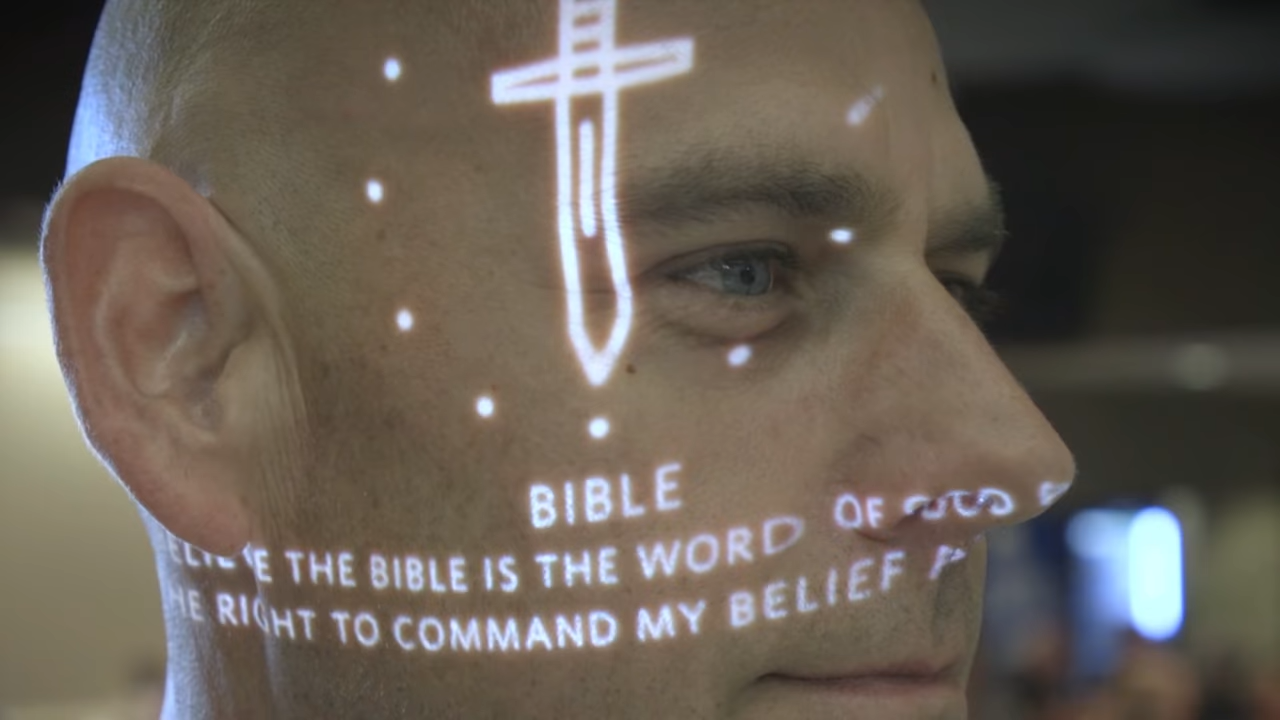 BIBLE
THE BIBLE IS THE WORD OF
RIGHT TO COMMAND MY BELIEF